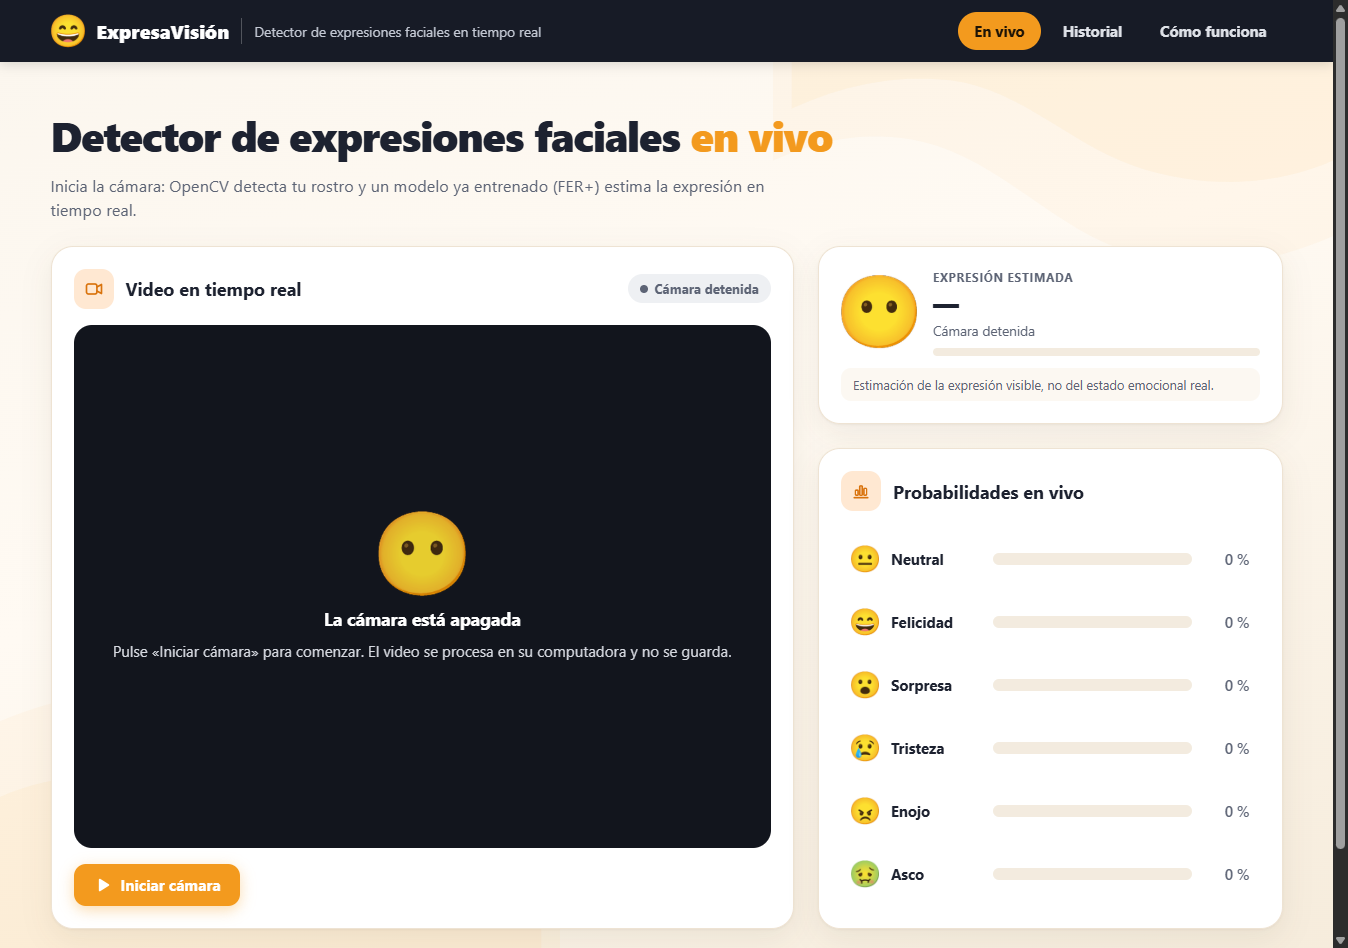 ExpresaVisión
Detector de expresiones faciales en tiempo real
En vivo
Historial
Cómo funciona
Detector de expresiones faciales en vivo
Inicia la cámara: OpenCV detecta tu rostro y un modelo ya entrenado (FER+) estima la expresión en
tiempo real.
Video en tiempo real
Cámara detenida
La cámara está apagada
Pulse «Iniciar cámara» para comenzar. El video se procesa en su computadora y no se guarda.
Iniciar cámara
EXPRESIÓN ESTIMADA
—
Cámara detenida
Estimación de la expresión visible, no del estado emocional real.
Probabilidades en vivo
Neutral 0 %
Felicidad 0 %
Sorpresa 0 %
Tristeza 0 %
Enojo 0 %
Asco 0 %